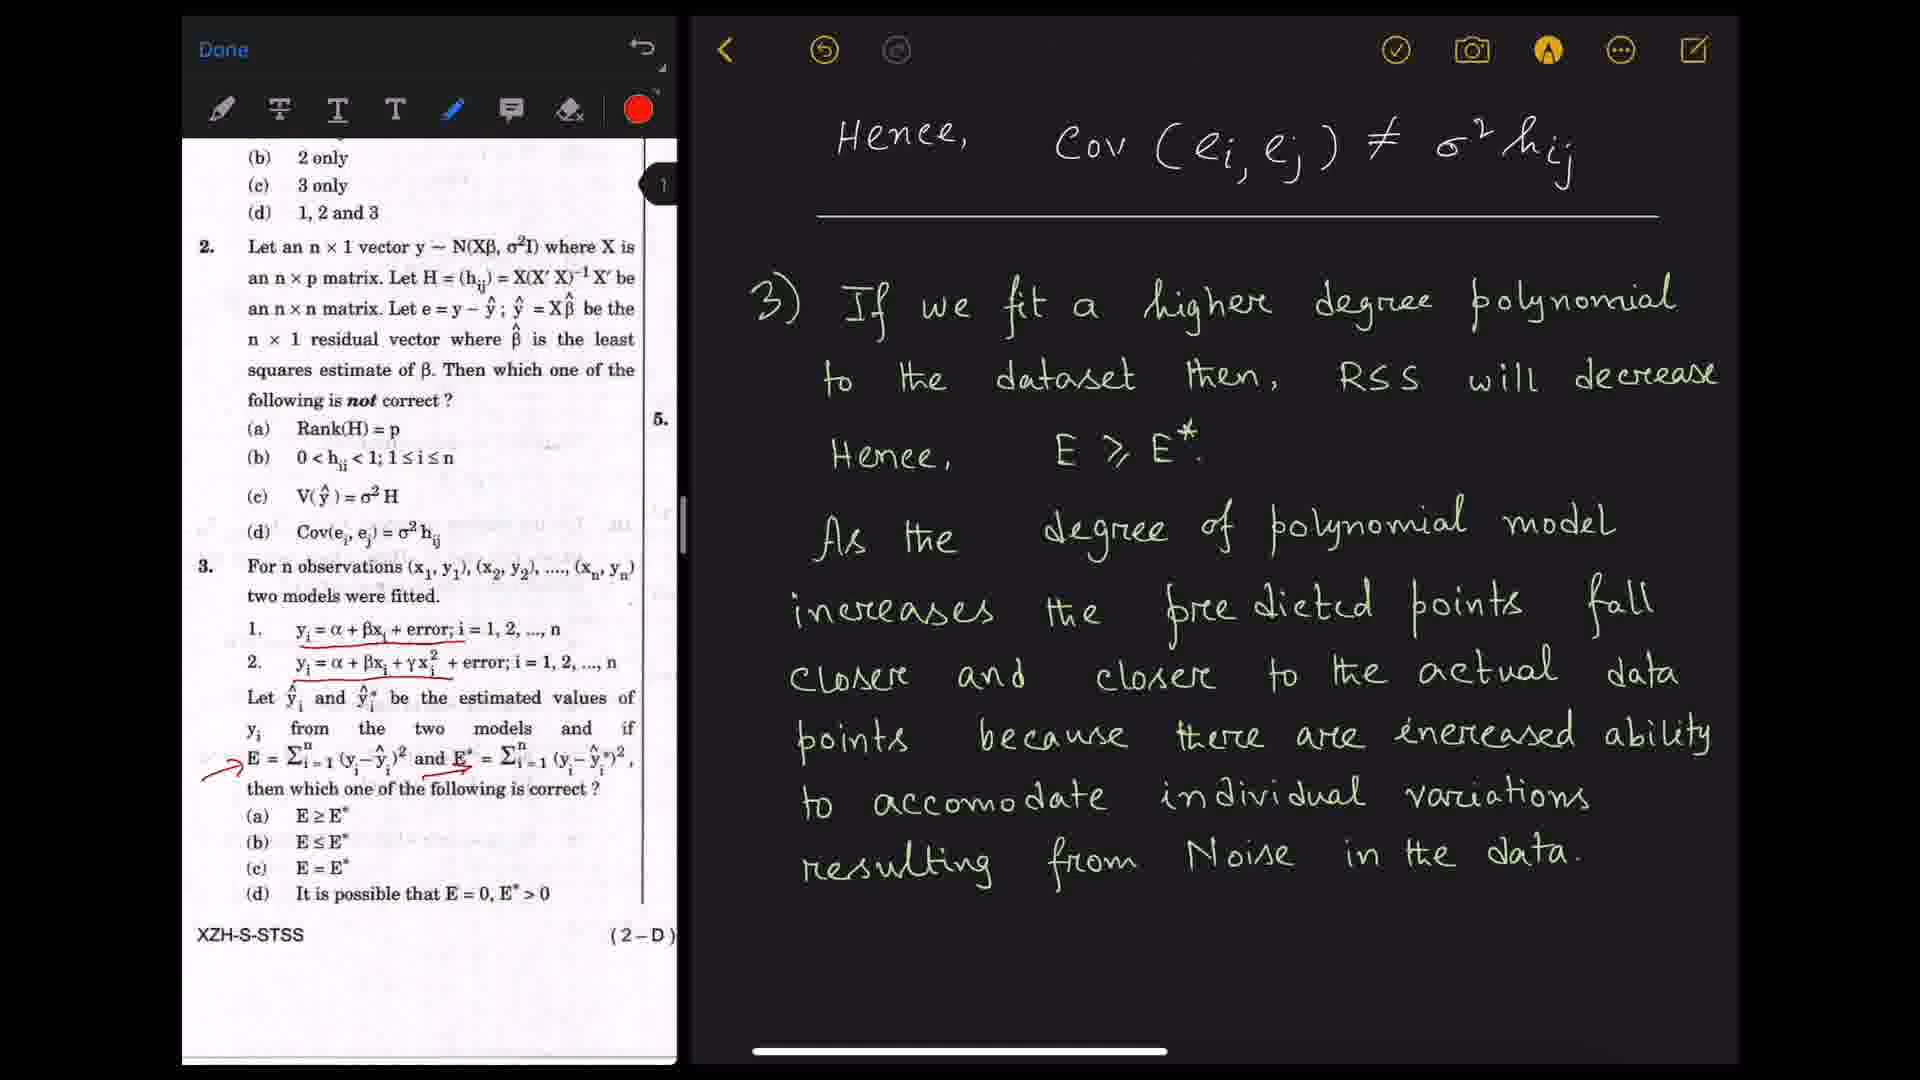 Done
(b) 2 only
(c) 3 only
(d) 1, 2 and 3
1
2. Let an n × 1 vector y ~ N(Xβ, σ²I) where X is
an n × p matrix. Let H = (hᵢⱼ) = X(X′ X)⁻¹ X′ be
an n × n matrix. Let e = y – ŷ ; ŷ = Xβ̂ be the
n × 1 residual vector where β̂ is the least
squares estimate of β. Then which one of the
following is not correct ?
(a) Rank(H) = p
(b) 0 < hᵢᵢ < 1; 1 ≤ i ≤ n
(c) V(ŷ) = σ² H
(d) Cov(eᵢ, eⱼ) = σ² hᵢⱼ
3. For n observations (x₁, y₁), (x₂, y₂), ...., (xₙ, yₙ)
two models were fitted.
1. yᵢ = α + βxᵢ + error; i = 1, 2, ..., n
2. yᵢ = α + βxᵢ + γxᵢ² + error; i = 1, 2, ..., n
Let ŷᵢ and ŷᵢ* be the estimated values of
yᵢ from the two models and if
E = Σⁿᵢ₌₁ (yᵢ–ŷᵢ)² and E* = Σⁿᵢ₌₁ (yᵢ–ŷᵢ*)²,
then which one of the following is correct ?
(a) E ≥ E*
(b) E ≤ E*
(c) E = E*
(d) It is possible that E = 0, E* > 0
XZH-S-STSS (2 – D)
5.
Hence, Cov (ei, ej) ≠ σ² hij
3) If we fit a higher degree polynomial
to the dataset then, RSS will decrease
Hence, E ⩾ E*.
As the degree of polynomial model
increases the predicted points fall
closer and closer to the actual data
points because there are encreased ability
to accomodate individual variations
resulting from Noise in the data.